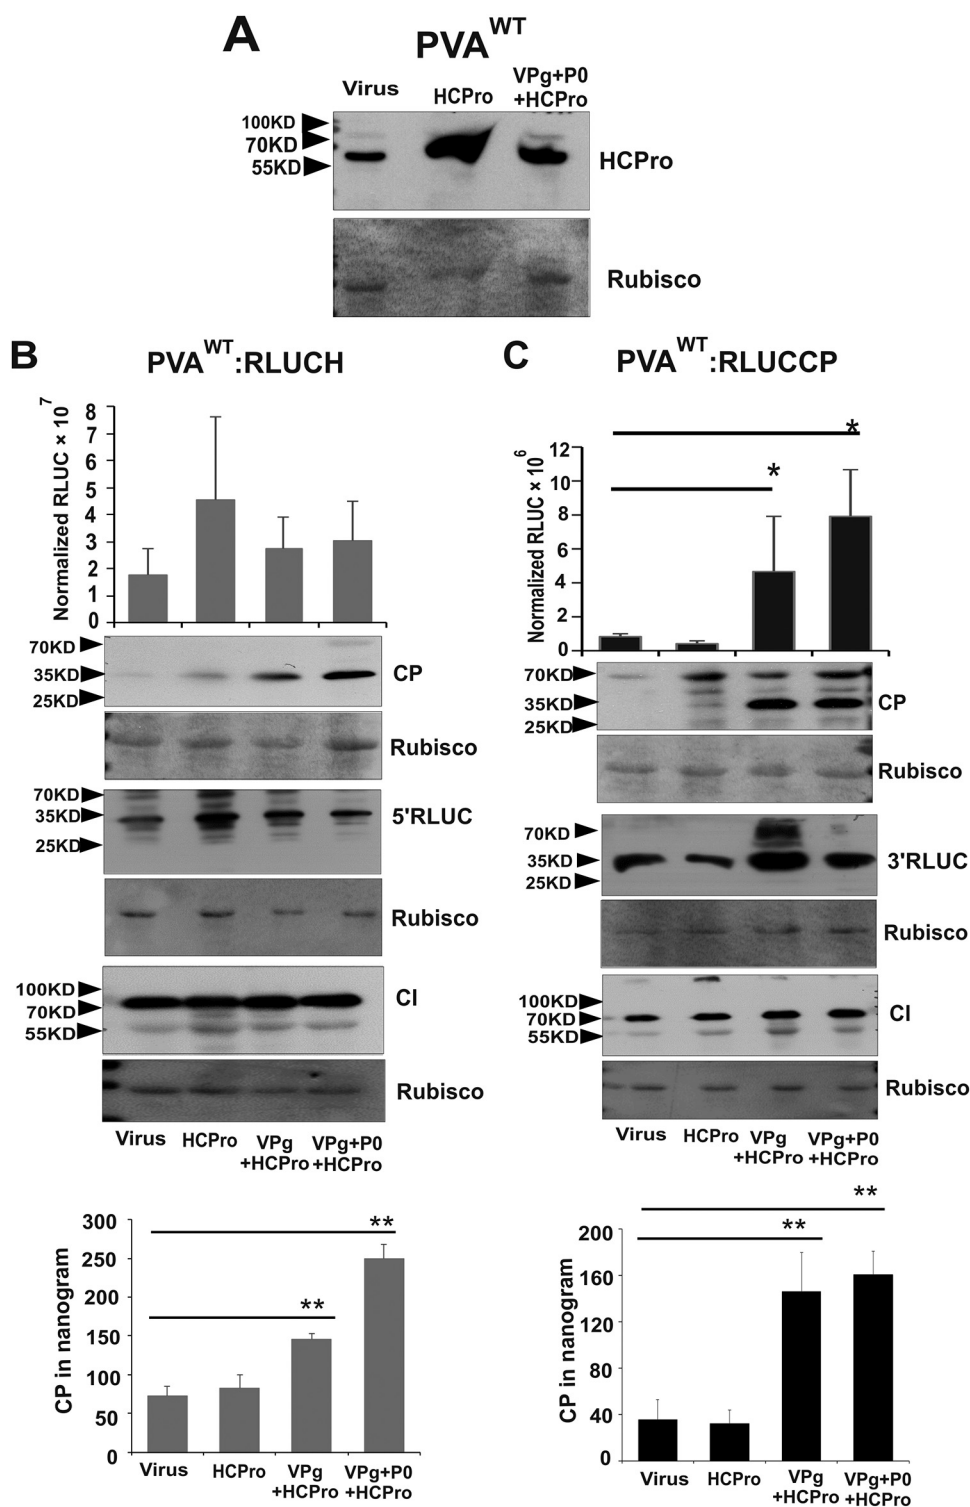 A
PVA^WT
Virus
HCPro
VPg+P0
+HCPro
100KD
70KD
55KD
HCPro
Rubisco
B
PVA^WT:RLUCH
Normalized RLUC × 10^7
8
7
6
5
4
3
2
1
0
70KD
35KD
25KD
CP
Rubisco
70KD
35KD
25KD
5'RLUC
Rubisco
100KD
70KD
55KD
CI
Rubisco
Virus
HCPro
VPg
+HCPro
VPg+P0
+HCPro
CP in nanogram
300
250
200
150
100
50
0
**
**
Virus
HCPro
VPg
+HCPro
VPg+P0
+HCPro
C
PVA^WT:RLUCCP
Normalized RLUC × 10^6
12
10
8
6
4
2
0
*
*
70KD
35KD
25KD
CP
Rubisco
70KD
35KD
25KD
3'RLUC
Rubisco
100KD
70KD
55KD
CI
Rubisco
Virus
HCPro
VPg
+HCPro
VPg+P0
+HCPro
CP in nanogram
200
160
120
80
40
0
**
**
Virus
HCPro
VPg
+HCPro
VPg+P0
+HCPro